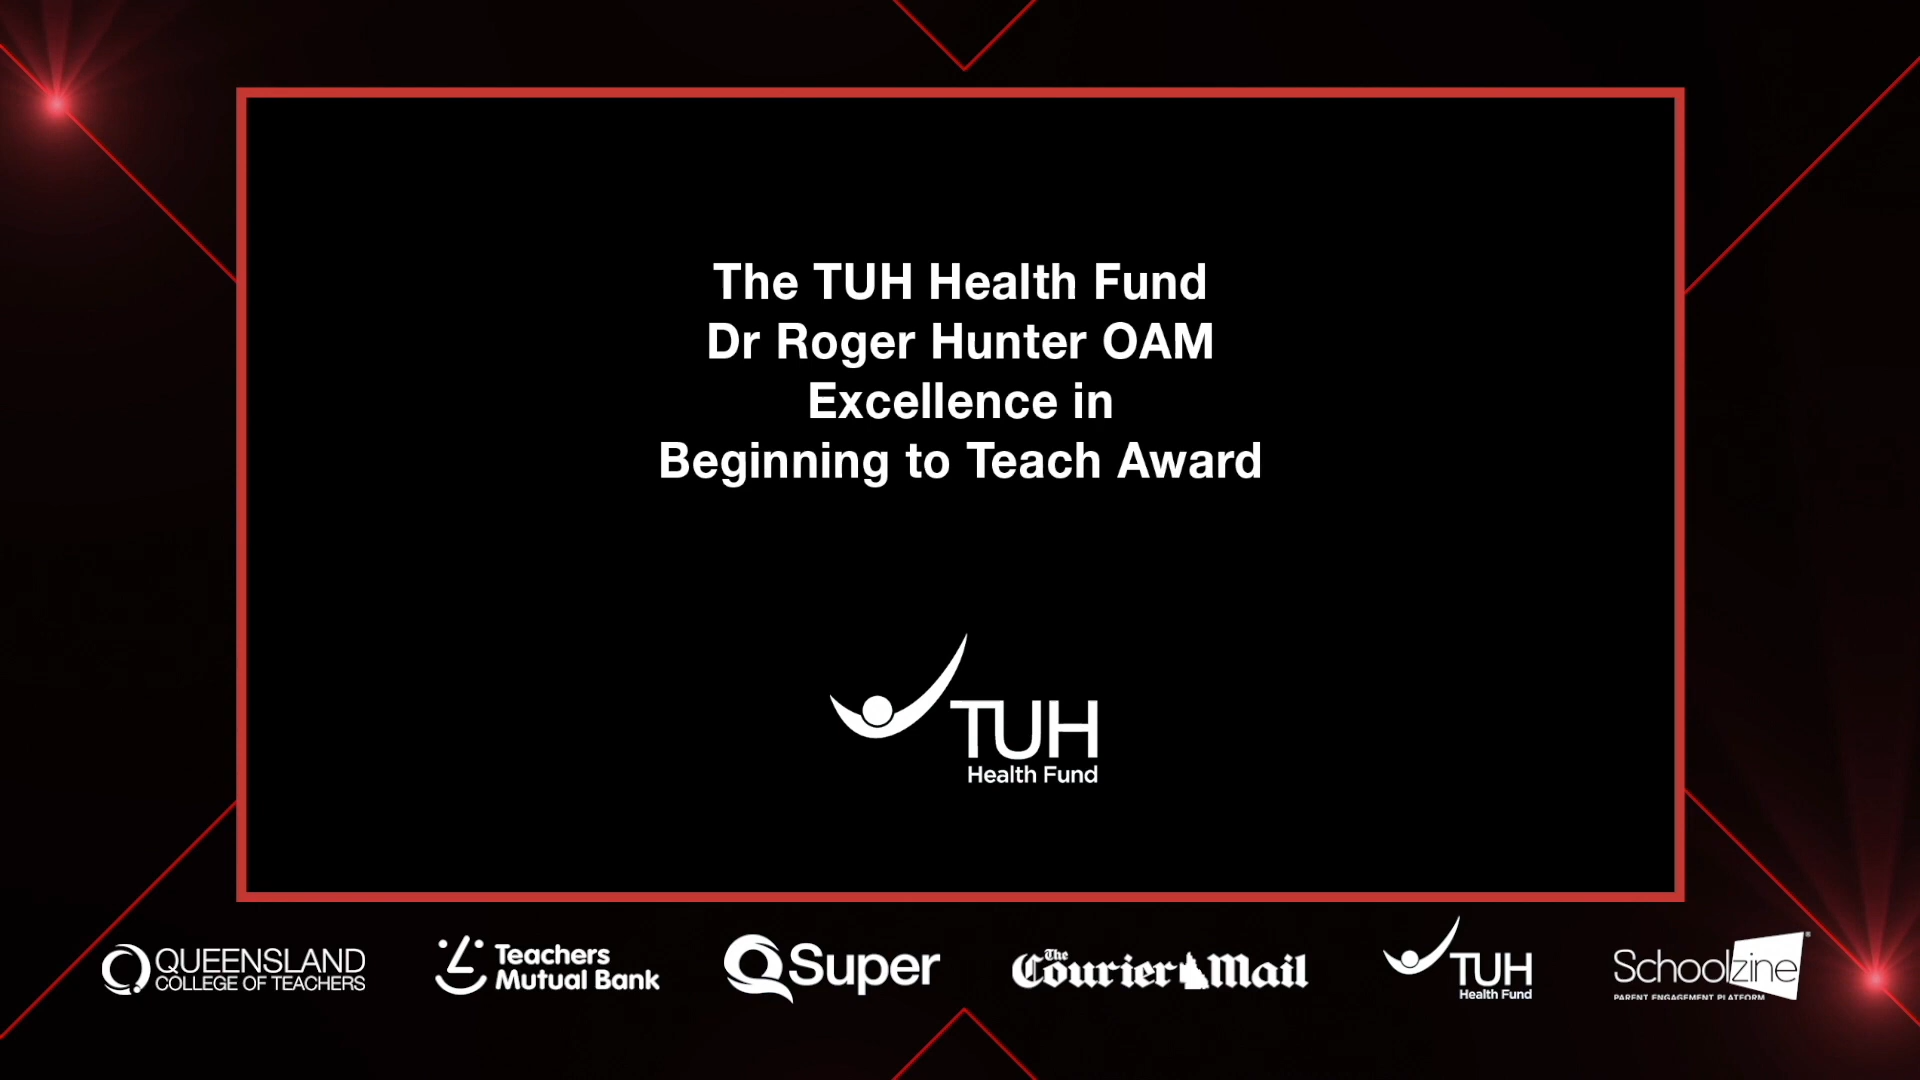 The TUH Health Fund
Dr Roger Hunter OAM
Excellence in
Beginning to Teach Award
TUH
Health Fund
QUEENSLAND
COLLEGE OF TEACHERS
Teachers
Mutual Bank
QSuper
The Courier Mail
TUH
Health Fund
Schoolzine
PARENT ENGAGEMENT PLATFORM